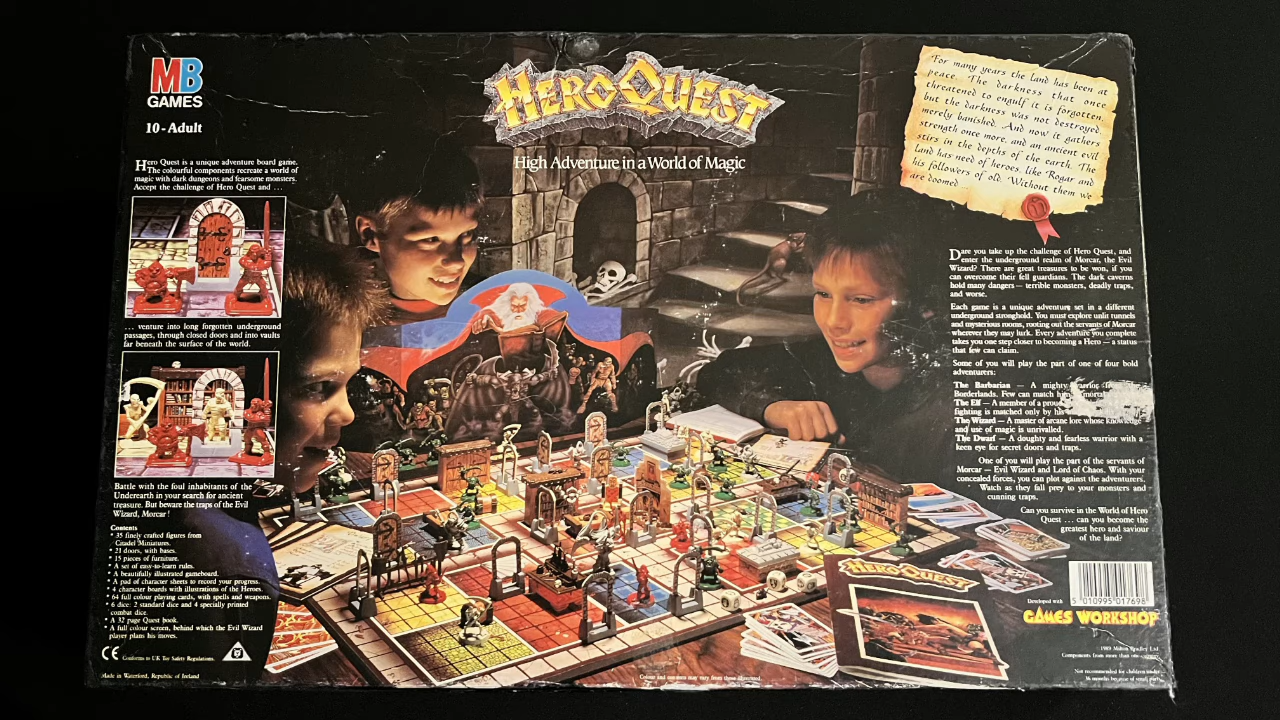 MB
GAMES
10-Adult
Hero Quest is a unique adventure board game.
The colourful components recreate a world of
magic with dark dungeons and fearsome monsters.
Accept the challenge of Hero Quest and ...
... venture into long forgotten underground
passages, through closed doors and into vaults
far beneath the surface of the world.
Battle with the foul inhabitants of the
Underearth in your search for ancient
treasure. But beware the traps of the Evil
Wizard, Morcar!
Contents
* 35 finely crafted figures from
Citadel Miniatures.
* 21 doors, with bases.
* 15 pieces of furniture.
* A set of easy-to-learn rules.
* A beautifully illustrated gameboard.
* A pad of character sheets to record your progress.
* 4 character boards with illustrations of the Heroes.
* 64 full colour playing cards, with spells and weapons.
* 6 dice: 2 standard dice and 4 specially printed
combat dice.
* A 32 page Quest book.
* A full colour screen, behind which the Evil Wizard
player plans his moves.
CE Conforms to UK Toy Safety Regulations.
Made in Waterford, Republic of Ireland
HEROQUEST
High Adventure in a World of Magic
For many years the Land has been at
peace. The darkness that once
threatened to engulf it is forgotten,
but the darkness was not destroyed
merely banished. And now it gathers
strength once more, and an ancient evil
stirs in the depths of the earth. The
Land has need of heroes, like Rogar and
his followers of old. Without them we
are doomed
Dare you take up the challenge of Hero Quest, and
enter the underground realm of Morcar, the Evil
Wizard? There are great treasures to be won, if you
can overcome their fell guardians. The dark caverns
hold many dangers — terrible monsters, deadly traps,
and worse.
Each game is a unique adventure set in a different
underground stronghold. You must explore unlit tunnels
and mysterious rooms, rooting out the servants of Morcar
wherever they may lurk. Every adventure you complete
takes you one step closer to becoming a Hero — a status
that few can claim.
Some of you will play the part of one of four bold
adventurers:
The Barbarian — A mighty warrior
Borderlands. Few can match him
The Elf — A member of a proud
fighting is matched only by his
The Wizard — A master of arcane lore whose knowledge
and use of magic is unrivalled.
The Dwarf — A doughty and fearless warrior with a
keen eye for secret doors and traps.
One of you will play the part of the servants of
Morcar — Evil Wizard and Lord of Chaos. With your
concealed forces, you can plot against the adventurers.
Watch as they fall prey to your monsters and
cunning traps.
Can you survive in the World of Hero
Quest ... can you become the
greatest hero and saviour
of the land?
HEROQUEST
5 010995 017698
Developed with
GAMES WORKSHOP
1989 Milton Bradley Ltd
Components from more than one country
Not recommended for children under
36 months because of small parts
Colour and contents may vary from those illustrated.